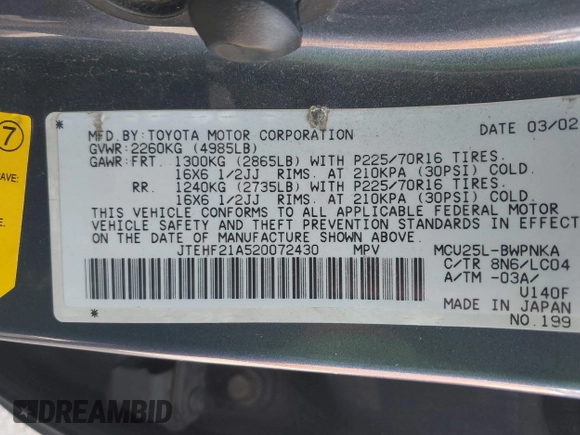 7
AVE:
MFD.BY:TOYOTA MOTOR CORPORATION
DATE 03/02
GVWR:2260KG (4985LB)
GAWR:FRT. 1300KG (2865LB) WITH P225/70R16 TIRES.
16X6 1/2JJ RIMS. AT 210KPA (30PSI) COLD.
RR. 1240KG (2735LB) WITH P225/70R16 TIRES.
16X6 1/2JJ RIMS. AT 210KPA (30PSI) COLD.
THIS VEHICLE CONFORMS TO ALL APPLICABLE FEDERAL MOTOR
VEHICLE SAFETY AND THEFT PREVENTION STANDARDS IN EFFECT
ON THE DATE OF MANUFACTURE SHOWN ABOVE.
JTEHF21A520072430 MPV MCU25L-BWPNKA
C/TR 8N6/LC04
A/TM -03A/
U140F
MADE IN JAPAN
NO.199
DREAMBID